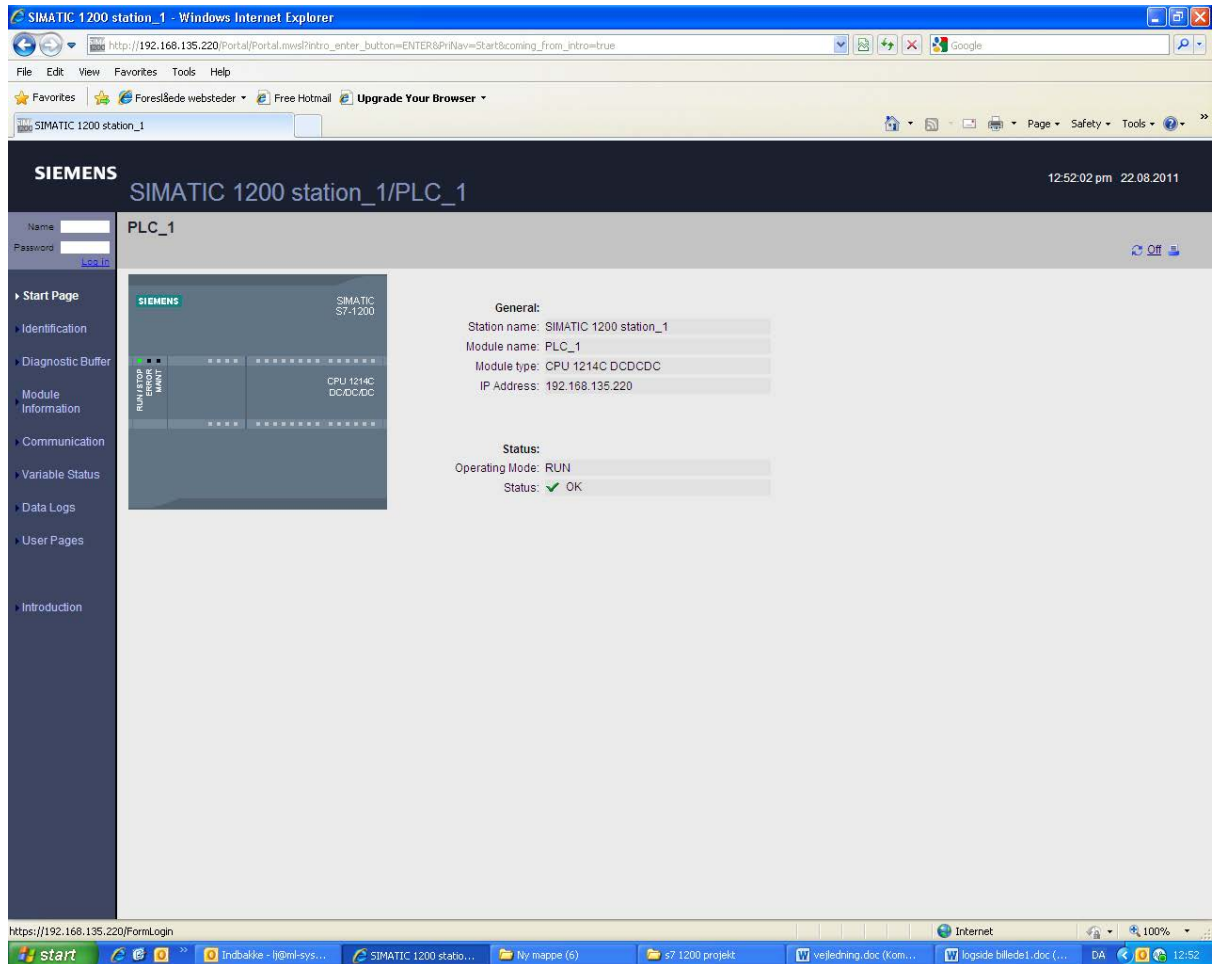 SIMATIC 1200 station_1 - Windows Internet Explorer
http://192.168.135.220/Portal/Portal.mwsl?intro_enter_button=ENTER&PriNav=Start&coming_from_intro=true
Google
File Edit View Favorites Tools Help
Favorites Foreslåede websteder Free Hotmail Upgrade Your Browser
SIMATIC 1200 station_1
Page Safety Tools
SIEMENS
SIMATIC 1200 station_1/PLC_1
12:52:02 pm 22.08.2011
Name
Password
Log in
PLC_1
Off
Start Page
Identification
Diagnostic Buffer
Module
Information
Communication
Variable Status
Data Logs
User Pages
Introduction
SIEMENS
SIMATIC
S7-1200
RUN / STOP
ERROR
MAINT
CPU 1214C
DC/DC/DC
General:
Station name: SIMATIC 1200 station_1
Module name: PLC_1
Module type: CPU 1214C DCDCDC
IP Address: 192.168.135.220
Status:
Operating Mode: RUN
Status: OK
https://192.168.135.220/FormLogin
Internet
100%
start
Indbakke - lj@ml-sys...
SIMATIC 1200 statio...
Ny mappe (6)
s7 1200 projekt
vejledning.doc (Kom...
logside billede1.doc (...
DA
12:52